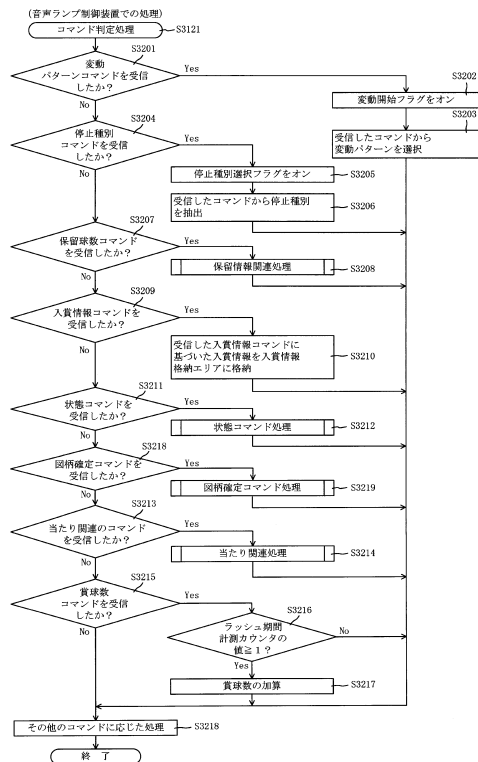 (音声ランプ制御装置での処理)
コマンド判定処理
S3121
S3201
変動
パターンコマンドを受信
したか？
Yes
No
S3202
変動開始フラグをオン
S3203
受信したコマンドから
変動パターンを選択
S3204
停止種別
コマンドを受信
したか？
Yes
No
停止種別選択フラグをオン
S3205
受信したコマンドから停止種別
を抽出
S3206
S3207
保留球数コマンド
を受信したか？
Yes
No
保留情報関連処理
S3208
S3209
入賞情報コマンドを
受信したか？
Yes
No
受信した入賞情報コマンドに
基づいた入賞情報を入賞情報
格納エリアに格納
S3210
S3211
状態コマンドを
受信したか？
Yes
No
状態コマンド処理
S3212
S3218
図柄確定コマンドを
受信したか？
Yes
No
図柄確定コマンド処理
S3219
S3213
当たり関連のコマンド
を受信したか？
Yes
No
当たり関連処理
S3214
S3215
賞球数
コマンドを受信
したか？
Yes
No
S3216
ラッシュ期間
計測カウンタの
値≧１？
No
Yes
賞球数の加算
S3217
その他のコマンドに応じた処理
S3218
終 了